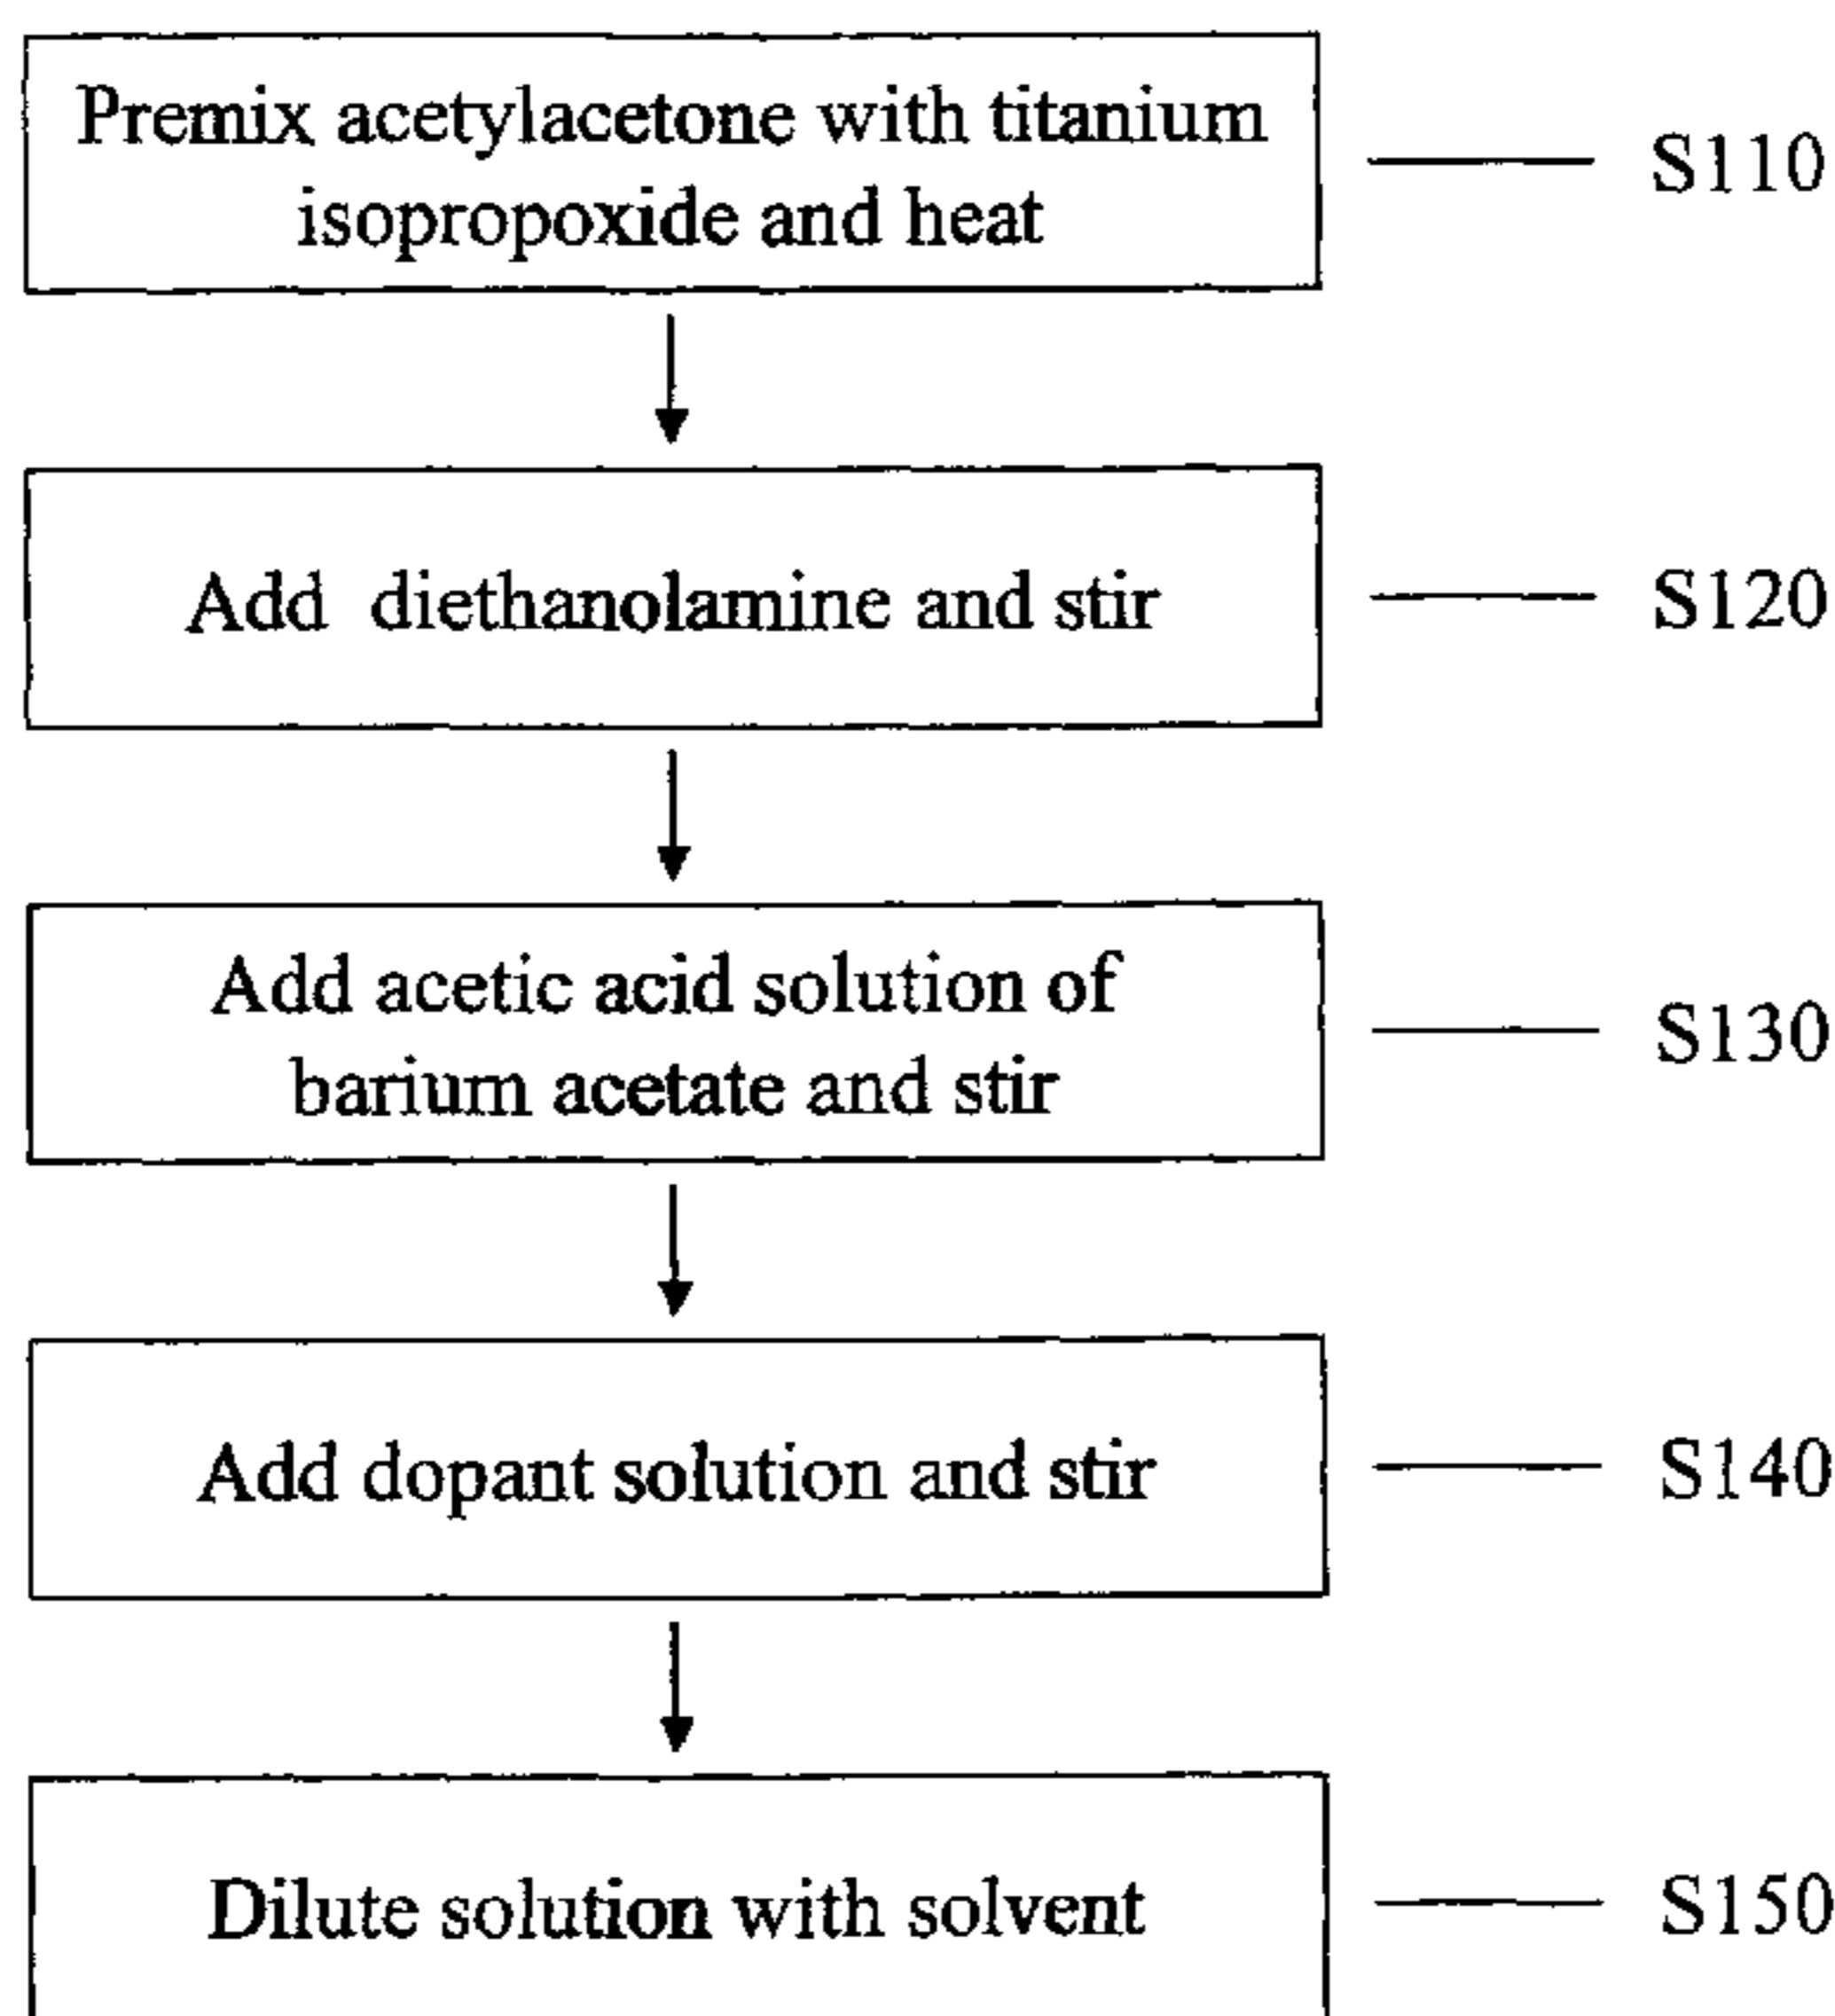 Premix acetylacetone with titanium
isopropoxide and heat
S110
Add diethanolamine and stir
S120
Add acetic acid solution of
barium acetate and stir
S130
Add dopant solution and stir
S140
Dilute solution with solvent
S150